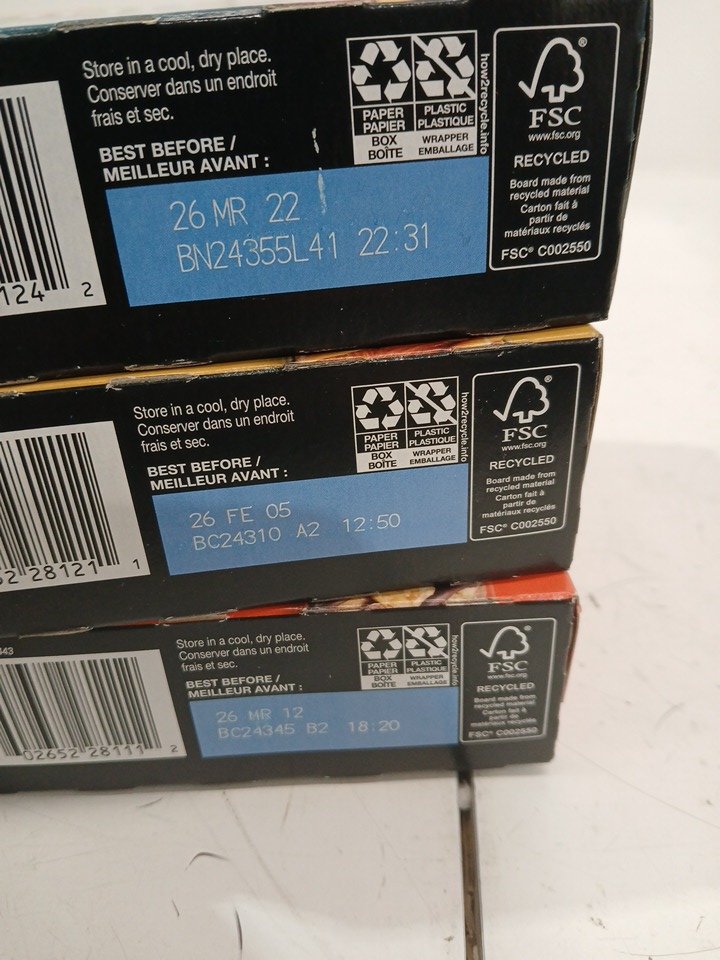 Store in a cool, dry place.
Conserver dans un endroit
frais et sec.
BEST BEFORE /
MEILLEUR AVANT :
26 MR 22
BN24355L41 22:31
124 2
PAPER
PAPIER
BOX
BOÎTE
PLASTIC
PLASTIQUE
WRAPPER
EMBALLAGE
how2recycle.info
FSC
www.fsc.org
RECYCLED
Board made from
recycled material
Carton fait à
partir de
matériaux recyclés
FSC® C002550
Store in a cool, dry place.
Conserver dans un endroit
frais et sec.
BEST BEFORE /
MEILLEUR AVANT :
26 FE 05
BC24310 A2 12:50
52 28121 1
PAPER
PAPIER
BOX
BOÎTE
PLASTIC
PLASTIQUE
WRAPPER
EMBALLAGE
how2recycle.info
FSC
www.fsc.org
RECYCLED
Board made from
recycled material
Carton fait à
partir de
matériaux recyclés
FSC® C002550
443
Store in a cool, dry place.
Conserver dans un endroit
frais et sec.
BEST BEFORE /
MEILLEUR AVANT :
26 MR 12
BC24345 B2 18:20
02652 28111 2
PAPER
PAPIER
BOX
BOÎTE
PLASTIC
PLASTIQUE
WRAPPER
EMBALLAGE
how2recycle.info
FSC
www.fsc.org
RECYCLED
Board made from
recycled material
Carton fait à
partir de
matériaux recyclés
FSC® C002550